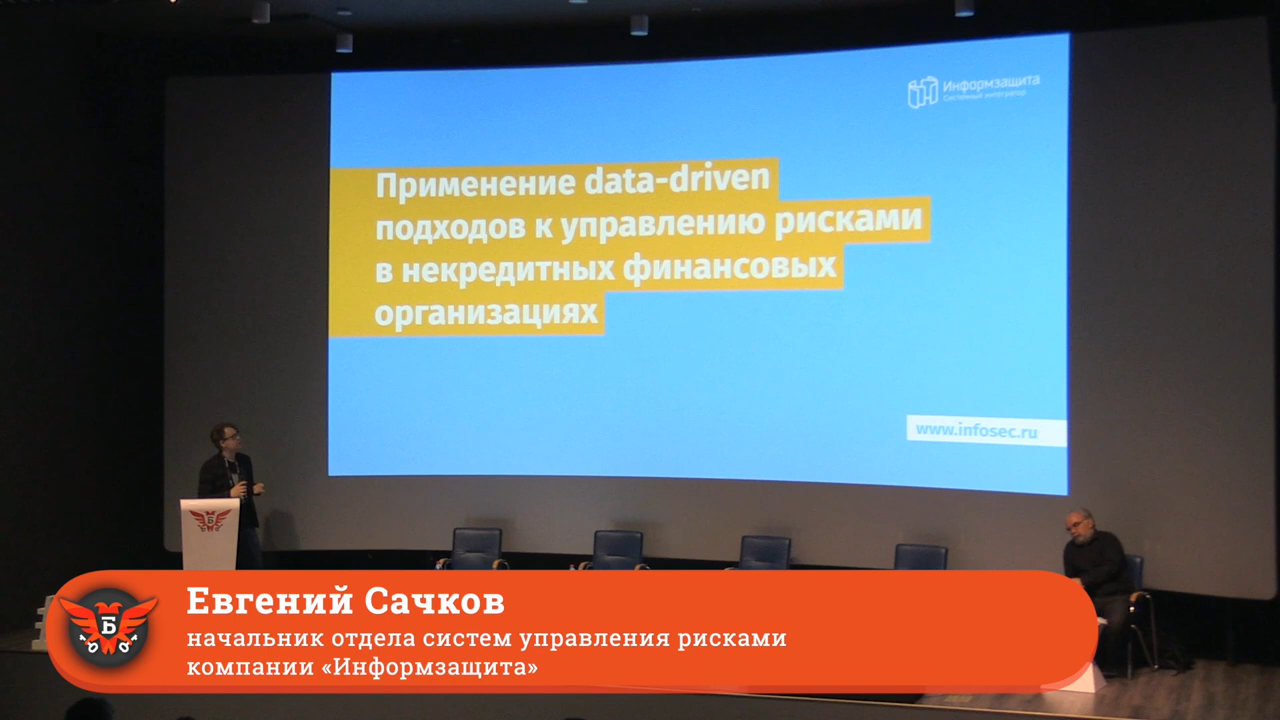 Информзащита
Системный интегратор
Применение data-driven
подходов к управлению рисками
в некредитных финансовых
организациях
www.infosec.ru
Б
Б
Евгений Сачков
начальник отдела систем управления рисками
компании «Информзащита»